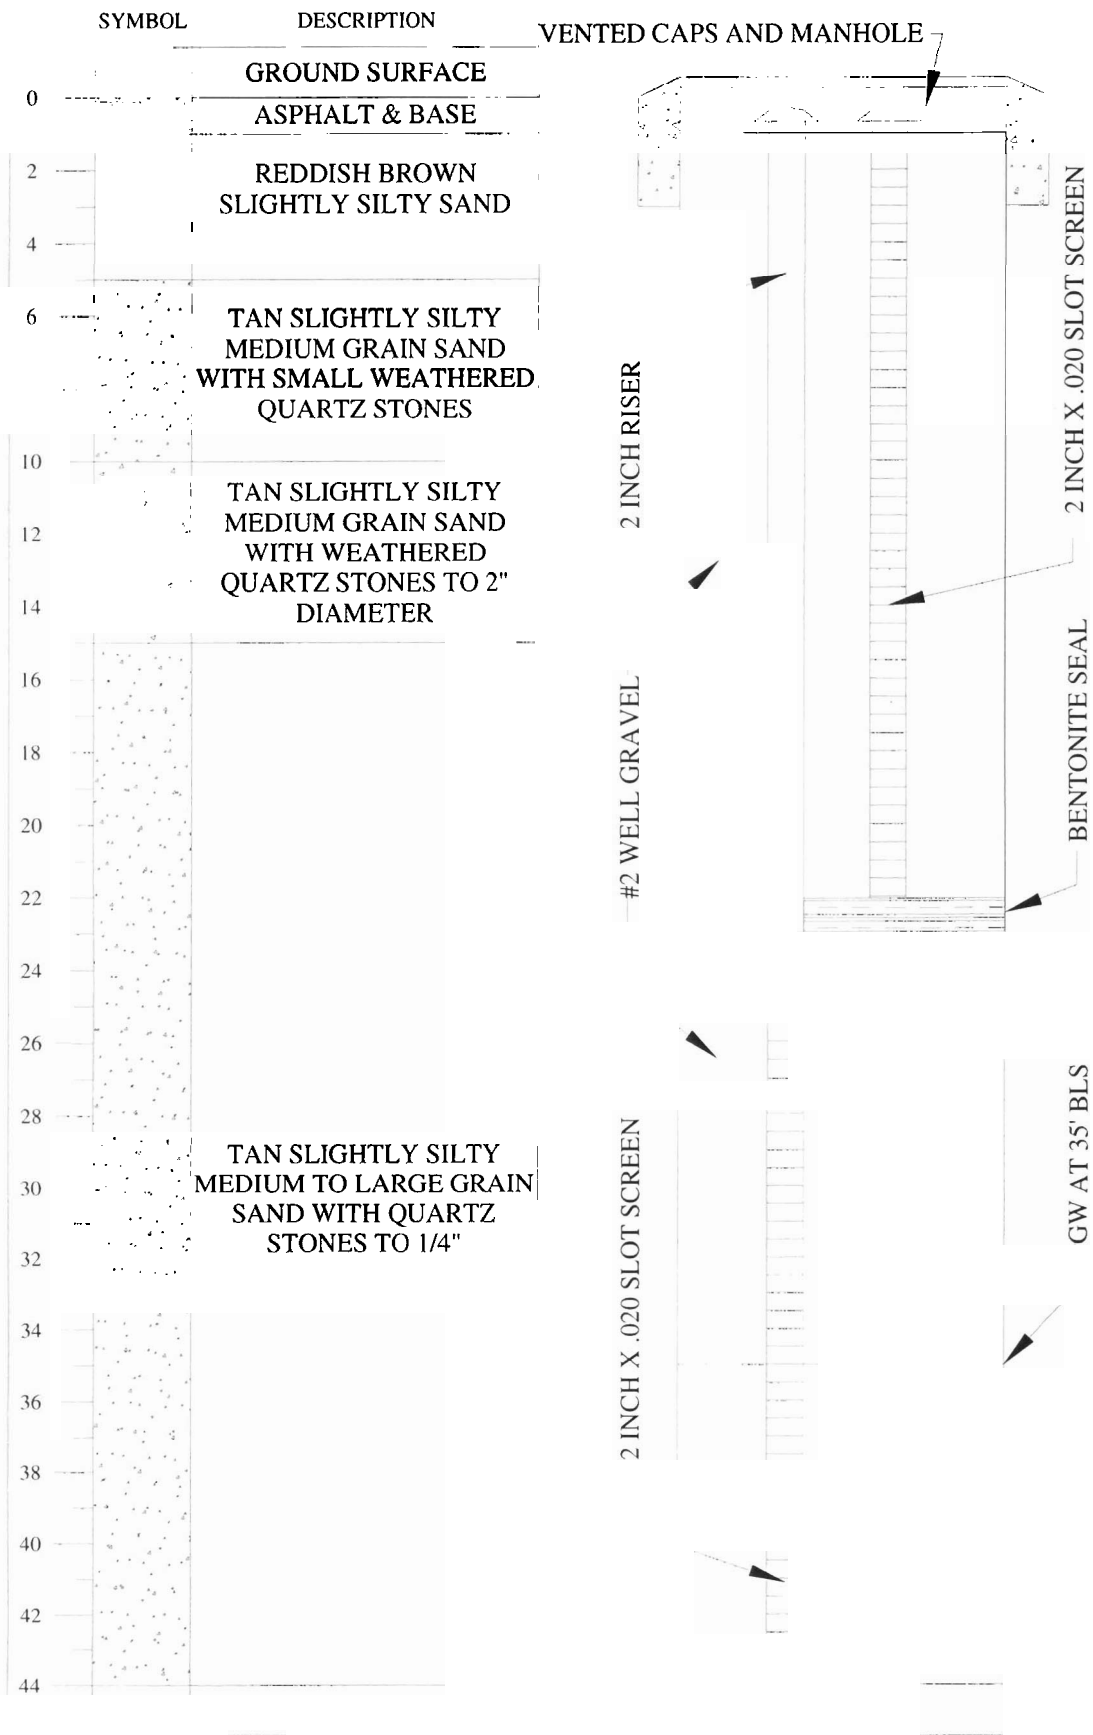 SYMBOL DESCRIPTION
VENTED CAPS AND MANHOLE
GROUND SURFACE
0
ASPHALT & BASE
2
REDDISH BROWN
SLIGHTLY SILTY SAND
4
6
TAN SLIGHTLY SILTY
MEDIUM GRAIN SAND
WITH SMALL WEATHERED
QUARTZ STONES
10
TAN SLIGHTLY SILTY
MEDIUM GRAIN SAND
12
WITH WEATHERED
QUARTZ STONES TO 2"
DIAMETER
14
16
18
20
22
24
26
28
TAN SLIGHTLY SILTY
MEDIUM TO LARGE GRAIN
30
SAND WITH QUARTZ
STONES TO 1/4"
32
34
36
38
40
42
44
2 INCH RISER
#2 WELL GRAVEL
2 INCH X .020 SLOT SCREEN
2 INCH X .020 SLOT SCREEN
BENTONITE SEAL
GW AT 35' BLS